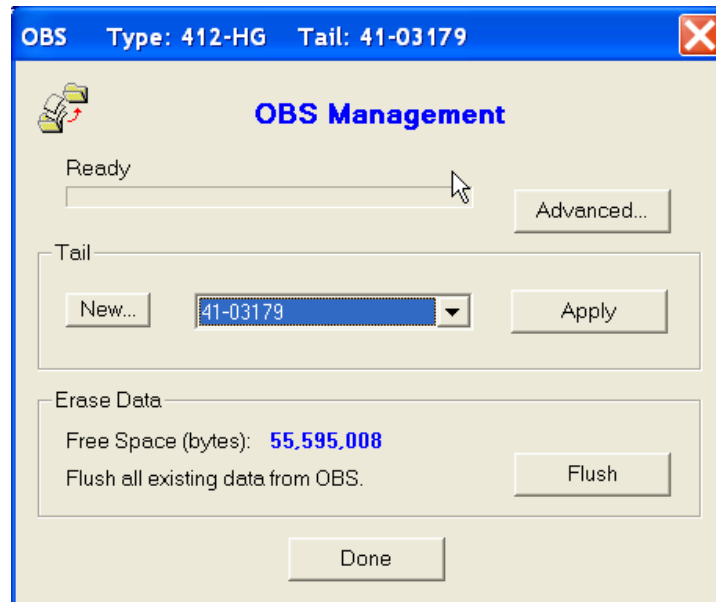 OBS Type: 412-HG Tail: 41-03179
OBS Management
Ready
Advanced...
Tail
New... 41-03179 Apply
Erase Data
Free Space (bytes): 55,595,008
Flush all existing data from OBS.
Flush
Done